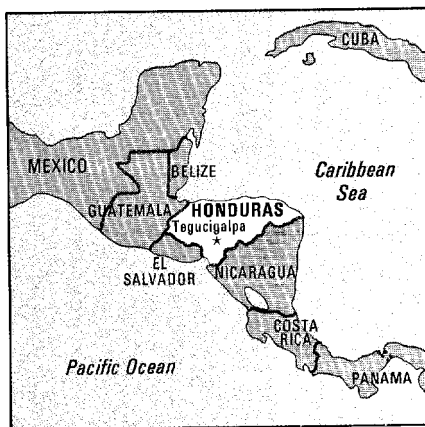 CUBA
MEXICO
BELIZE
Caribbean
Sea
GUATEMALA
HONDURAS
Tegucigalpa
EL
SALVADOR
NICARAGUA
COSTA
RICA
Pacific Ocean
PANAMA